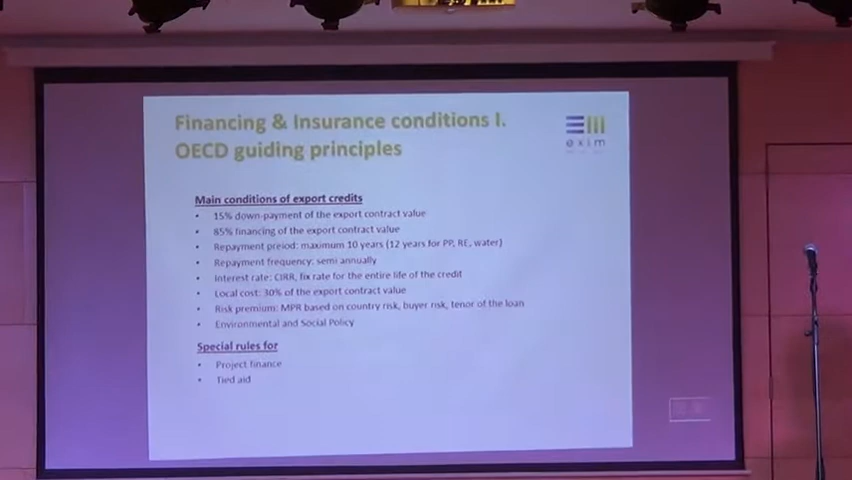 Financing & Insurance conditions I.
OECD guiding principles
exim
Main conditions of export credits
• 15% down-payment of the export contract value
• 85% financing of the export contract value
• Repayment preiod: maximum 10 years (12 years for PP, RE, water)
• Repayment frequency: semi annually
• Interest rate: CIRR, fix rate for the entire life of the credit
• Local cost: 30% of the export contract value
• Risk premium: MPR based on country risk, buyer risk, tenor of the loan
• Environmental and Social Policy
Special rules for
• Project finance
• Tied aid